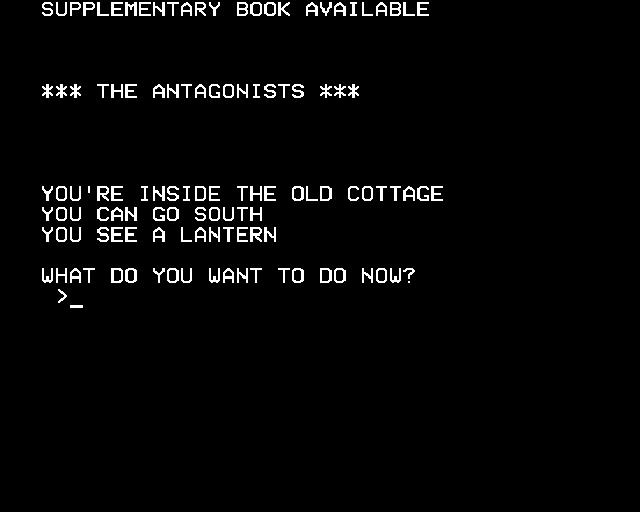 SUPPLEMENTARY BOOK AVAILABLE
*** THE ANTAGONISTS ***
YOU'RE INSIDE THE OLD COTTAGE
YOU CAN GO SOUTH
YOU SEE A LANTERN
WHAT DO YOU WANT TO DO NOW?
>_